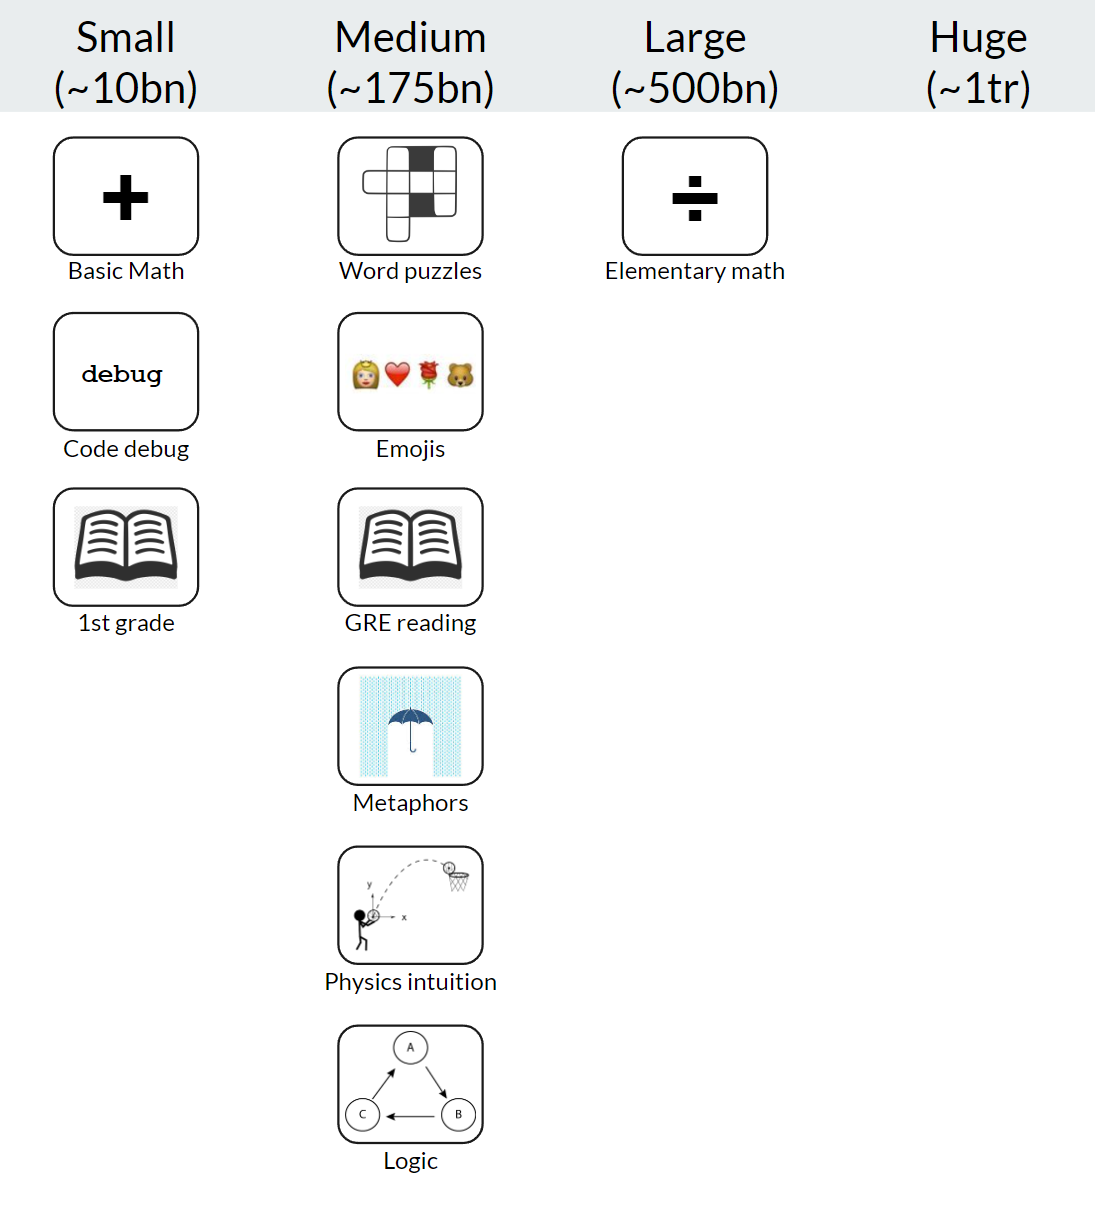 Small
(~10bn)
Medium
(~175bn)
Large
(~500bn)
Huge
(~1tr)
Basic Math
Word puzzles
Elementary math
debug
Code debug
Emojis
1st grade
GRE reading
Metaphors
y
x
Physics intuition
A
C
B
Logic